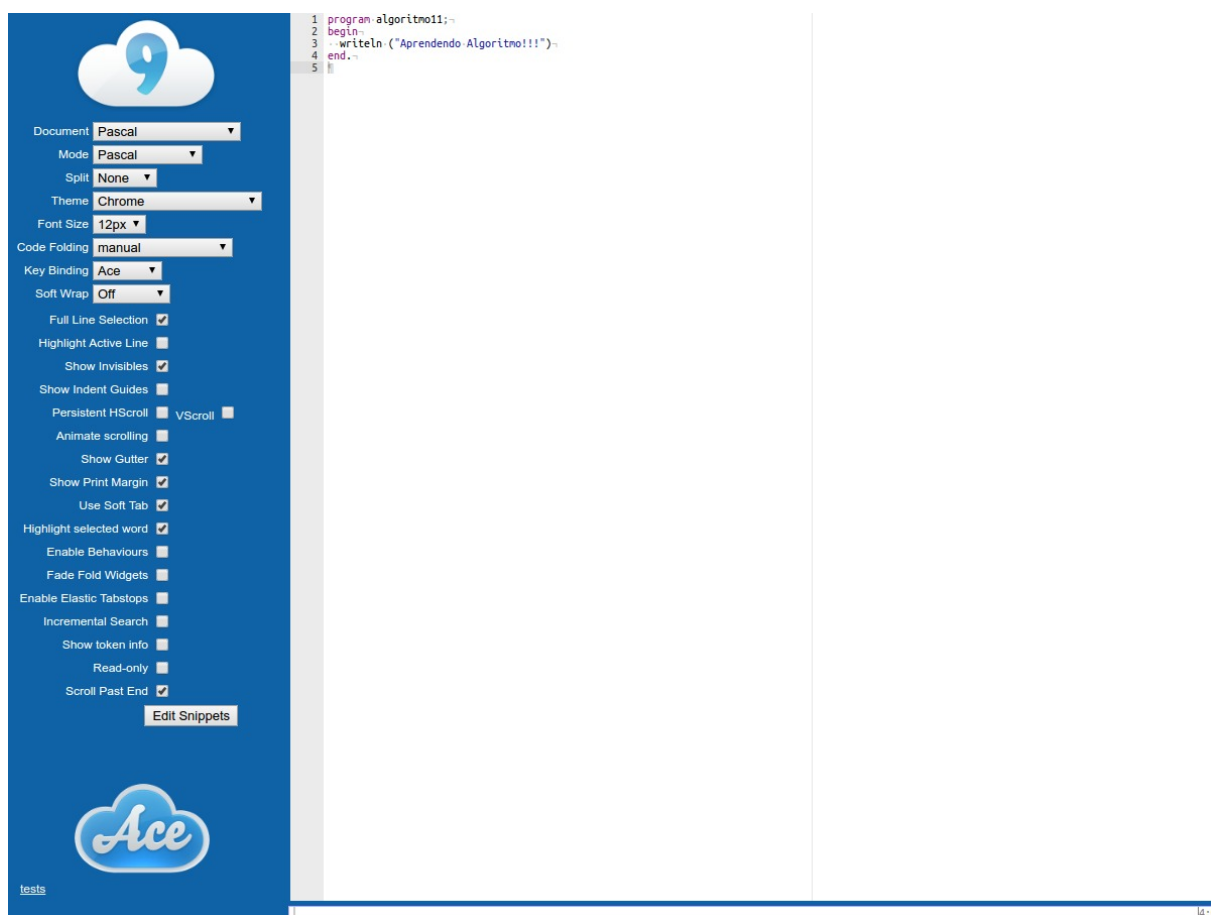 9
Document Pascal
Mode Pascal
Split None
Theme Chrome
Font Size 12px
Code Folding manual
Key Binding Ace
Soft Wrap Off
Full Line Selection
Highlight Active Line
Show Invisibles
Show Indent Guides
Persistent HScroll VScroll
Animate scrolling
Show Gutter
Show Print Margin
Use Soft Tab
Highlight selected word
Enable Behaviours
Fade Fold Widgets
Enable Elastic Tabstops
Incremental Search
Show token info
Read-only
Scroll Past End
Edit Snippets
Ace
tests
1 program·algoritmo11;¬
2 begin¬
3 ··writeln·("Aprendendo·Algoritmo!!!")¬
4 end.¬
5 ¶